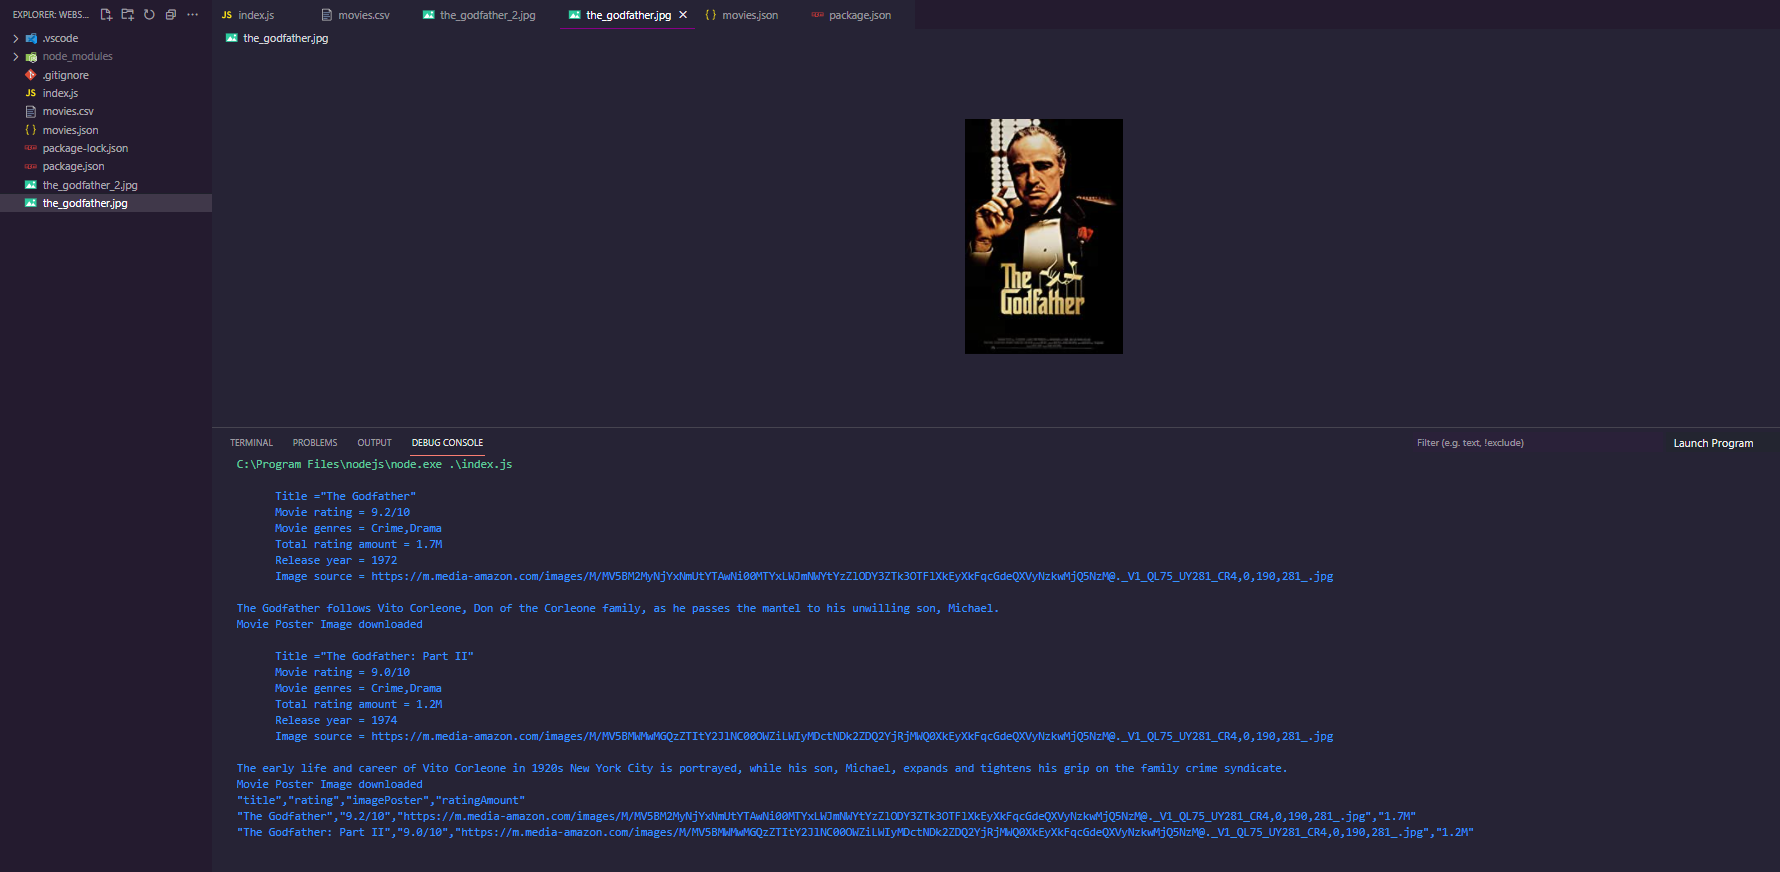 EXPLORER: WEBS...
.vscode
node_modules
.gitignore
JS index.js
movies.csv
{ } movies.json
package-lock.json
package.json
the_godfather_2.jpg
the_godfather.jpg
JS index.js movies.csv the_godfather_2.jpg the_godfather.jpg { } movies.json package.json
the_godfather.jpg
The
Godfather
TERMINAL PROBLEMS OUTPUT DEBUG CONSOLE Filter (e.g. text, !exclude) Launch Program
C:\Program Files\nodejs\node.exe .\index.js
Title ="The Godfather"
Movie rating = 9.2/10
Movie genres = Crime,Drama
Total rating amount = 1.7M
Release year = 1972
Image source = https://m.media-amazon.com/images/M/MV5BM2MyNjYxNmUtYTAwNi00MTYxLWJmNWYtYzZlODY3ZTk3OTFlXkEyXkFqcGdeQXVyNzkwMjQ5NzM@._V1_QL75_UY281_CR4,0,190,281_.jpg
The Godfather follows Vito Corleone, Don of the Corleone family, as he passes the mantel to his unwilling son, Michael.
Movie Poster Image downloaded
Title ="The Godfather: Part II"
Movie rating = 9.0/10
Movie genres = Crime,Drama
Total rating amount = 1.2M
Release year = 1974
Image source = https://m.media-amazon.com/images/M/MV5BMWMwMGQzZTItY2JlNC00OWZiLWIyMDctNDk2ZDQ2YjRjMWQ0XkEyXkFqcGdeQXVyNzkwMjQ5NzM@._V1_QL75_UY281_CR4,0,190,281_.jpg
The early life and career of Vito Corleone in 1920s New York City is portrayed, while his son, Michael, expands and tightens his grip on the family crime syndicate.
Movie Poster Image downloaded
"title","rating","imagePoster","ratingAmount"
"The Godfather","9.2/10","https://m.media-amazon.com/images/M/MV5BM2MyNjYxNmUtYTAwNi00MTYxLWJmNWYtYzZlODY3ZTk3OTFlXkEyXkFqcGdeQXVyNzkwMjQ5NzM@._V1_QL75_UY281_CR4,0,190,281_.jpg","1.7M"
"The Godfather: Part II","9.0/10","https://m.media-amazon.com/images/M/MV5BMWMwMGQzZTItY2JlNC00OWZiLWIyMDctNDk2ZDQ2YjRjMWQ0XkEyXkFqcGdeQXVyNzkwMjQ5NzM@._V1_QL75_UY281_CR4,0,190,281_.jpg","1.2M"